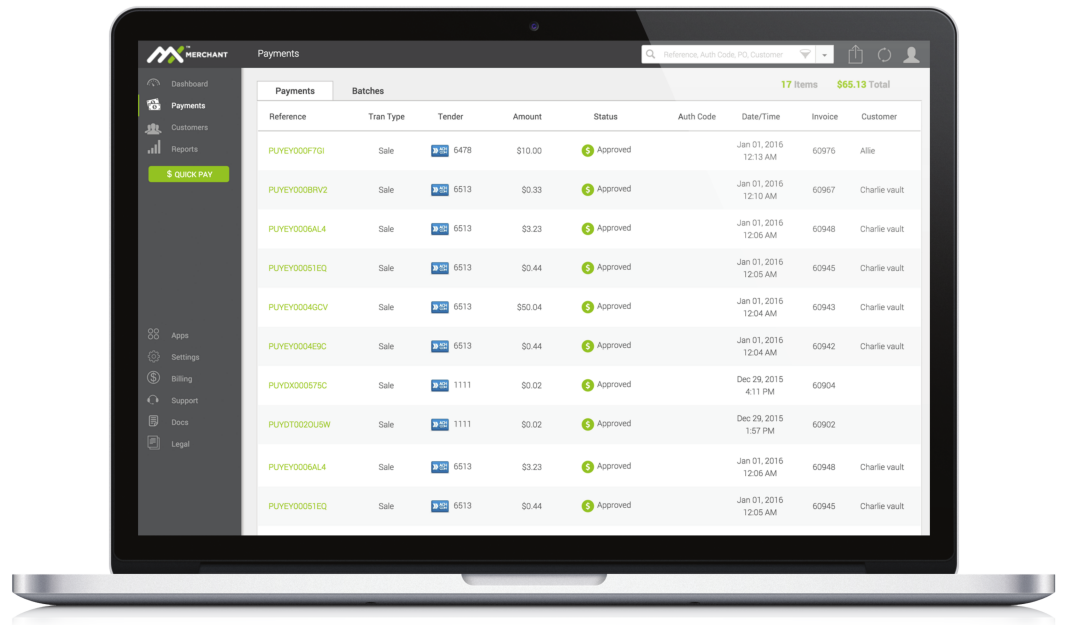 MX™ MERCHANT
Payments
Reference, Auth Code, PO, Customer
Dashboard
Payments
Customers
Reports
$ QUICK PAY
Apps
Settings
Billing
Support
Docs
Legal
Payments Batches 17 Items $65.13 Total
Reference Tran Type Tender Amount Status Auth Code Date/Time Invoice Customer
PUYEY000F7GI Sale 6478 $10.00 $ Approved Jan 01, 2016 12:13 AM 60976 Allie
PUYEY000BRV2 Sale 6513 $0.33 $ Approved Jan 01, 2016 12:10 AM 60967 Charlie vault
PUYEY0006AL4 Sale 6513 $3.23 $ Approved Jan 01, 2016 12:06 AM 60948 Charlie vault
PUYEY00051EQ Sale 6513 $0.44 $ Approved Jan 01, 2016 12:05 AM 60945 Charlie vault
PUYEY0004GCV Sale 6513 $50.04 $ Approved Jan 01, 2016 12:04 AM 60943 Charlie vault
PUYEY0004E9C Sale 6513 $0.44 $ Approved Jan 01, 2016 12:04 AM 60942 Charlie vault
PUYDX000575C Sale 1111 $0.02 $ Approved Dec 29, 2015 4:11 PM 60904
PUYDT002OU5W Sale 1111 $0.02 $ Approved Dec 29, 2015 1:57 PM 60902
PUYEY0006AL4 Sale 6513 $3.23 $ Approved Jan 01, 2016 12:06 AM 60948 Charlie vault
PUYEY00051EQ Sale 6513 $0.44 $ Approved Jan 01, 2016 12:05 AM 60945 Charlie vault